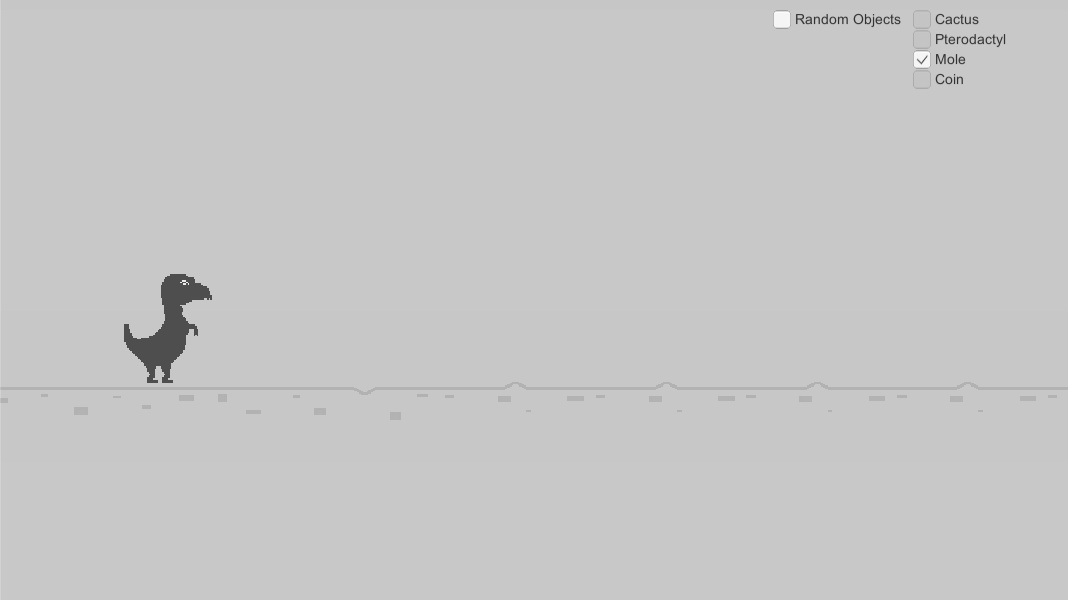 Random Objects
Cactus
Pterodactyl
Mole
Coin